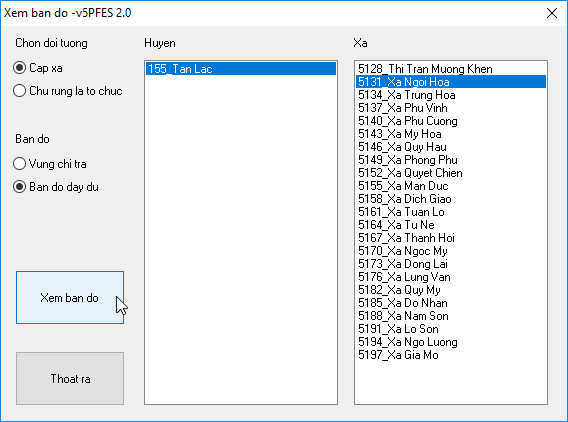 Xem ban do -v5PFES 2.0
Chon doi tuong
Cap xa
Chu rung la to chuc
Ban do
Vung chi tra
Ban do day du
Xem ban do
Thoat ra
Huyen
155_Tan Lac
Xa
5128_Thi Tran Muong Khen
5131_Xa Ngoi Hoa
5134_Xa Trung Hoa
5137_Xa Phu Vinh
5140_Xa Phu Cuong
5143_Xa My Hoa
5146_Xa Quy Hau
5149_Xa Phong Phu
5152_Xa Quyet Chien
5155_Xa Man Duc
5158_Xa Dich Giao
5161_Xa Tuan Lo
5164_Xa Tu Ne
5167_Xa Thanh Hoi
5170_Xa Ngoc My
5173_Xa Dong Lai
5176_Xa Lung Van
5182_Xa Quy My
5185_Xa Do Nhan
5188_Xa Nam Son
5191_Xa Lo Son
5194_Xa Ngo Luong
5197_Xa Gia Mo